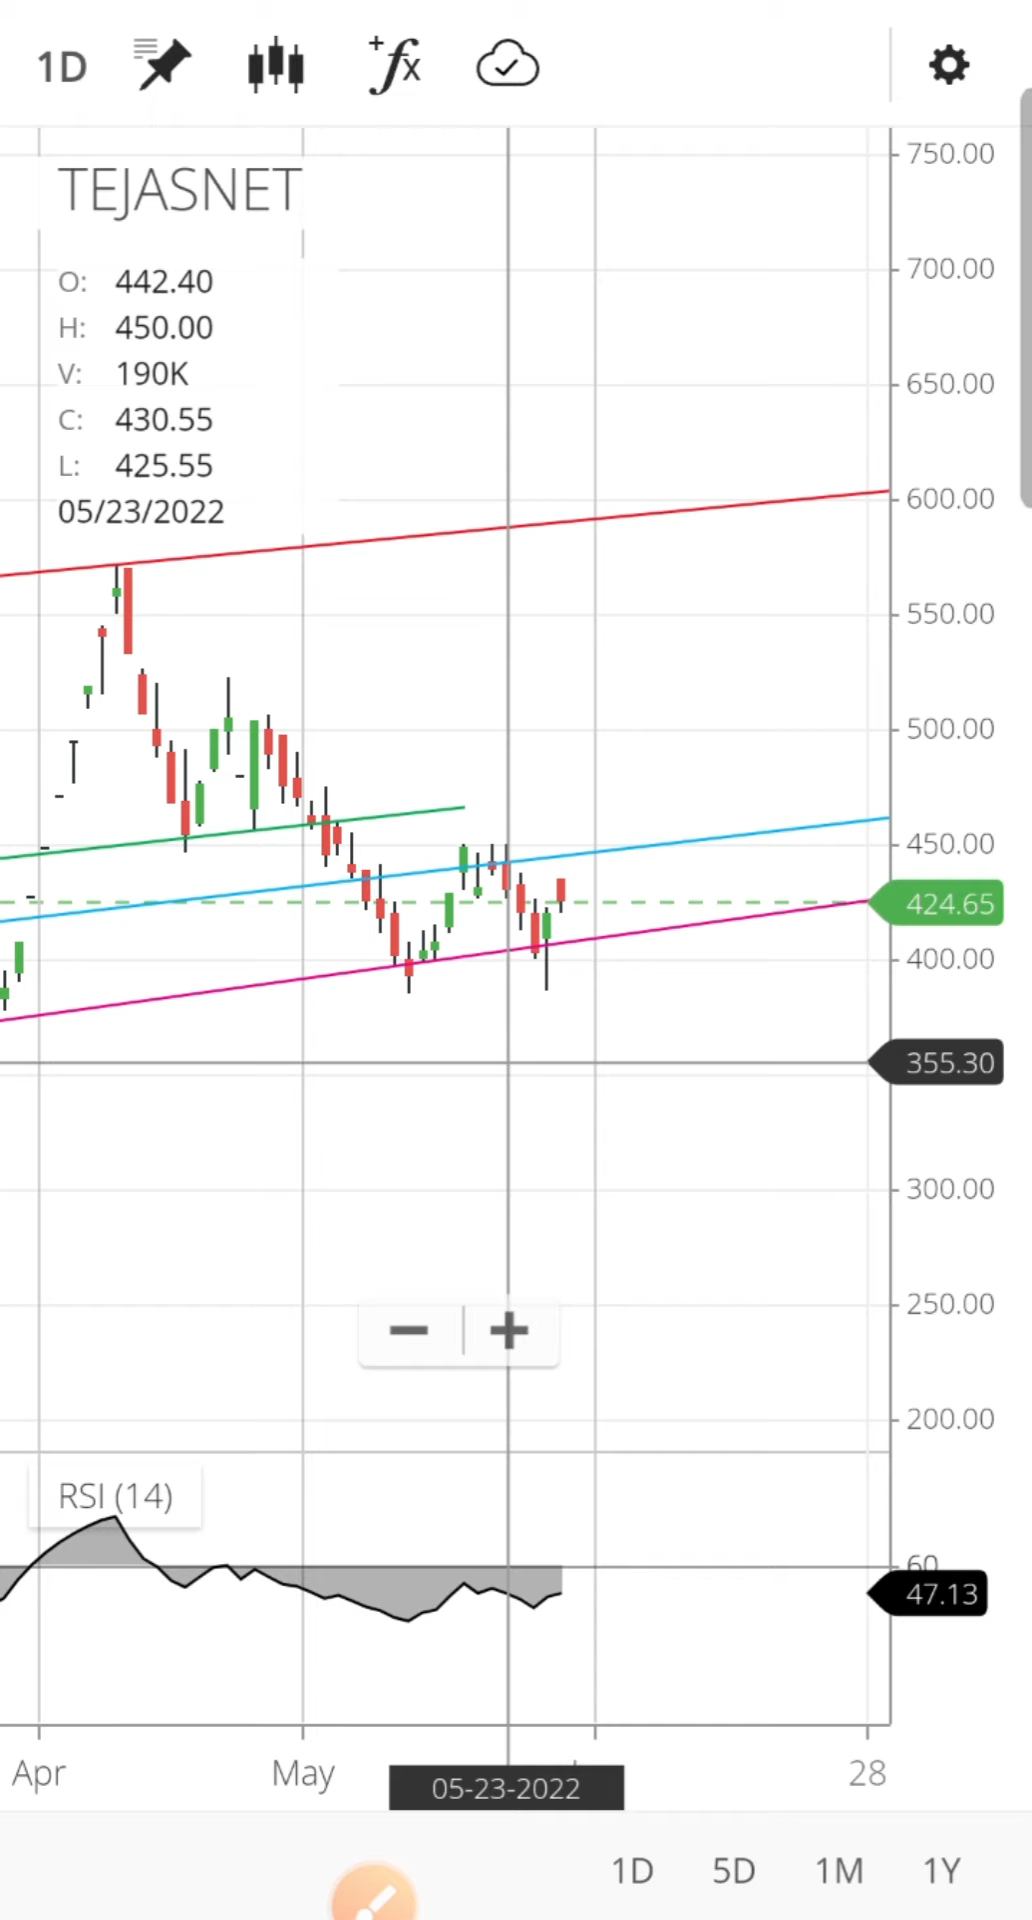 1D
+fx
TEJASNET
O: 442.40
H: 450.00
V: 190K
C: 430.55
L: 425.55
05/23/2022
750.00
700.00
650.00
600.00
550.00
500.00
450.00
424.65
400.00
355.30
300.00
250.00
200.00
RSI (14)
60
47.13
Apr
May
05-23-2022
28
1D 5D 1M 1Y